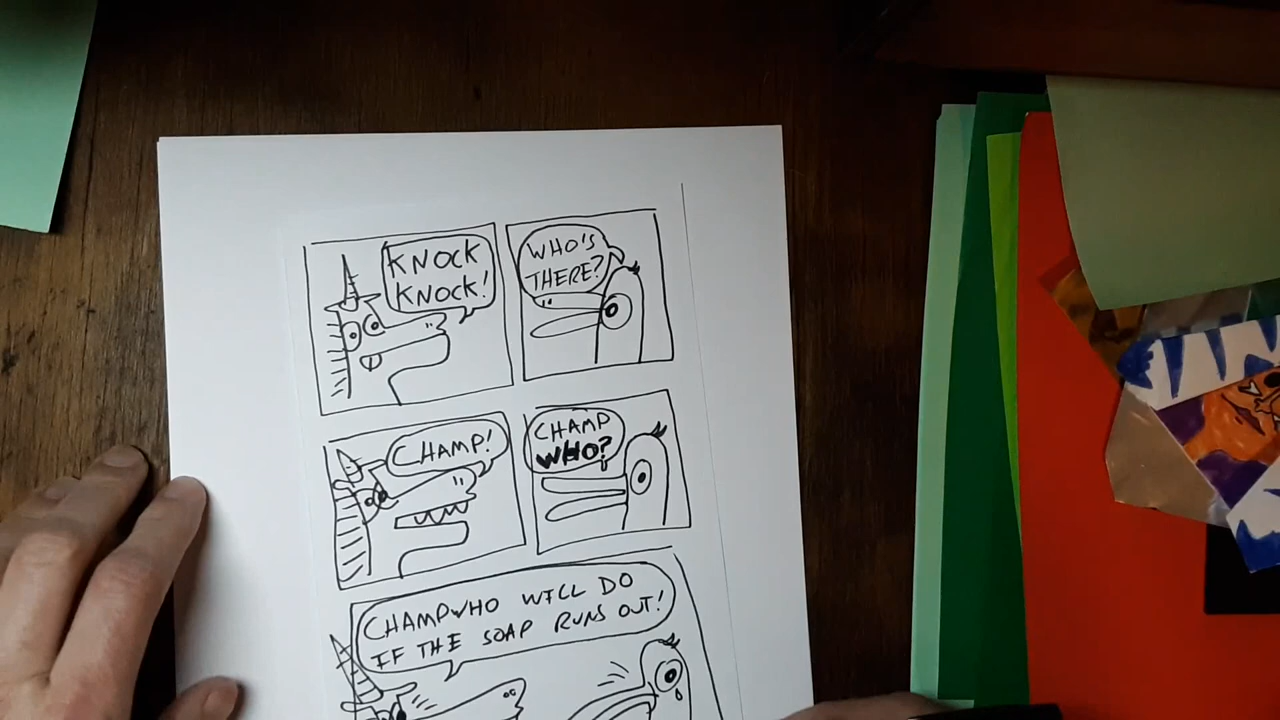 KNOCK
KNOCK!
WHO'S
THERE?
CHAMP!
CHAMP
WHO?
CHAMPWHO WILL DO
IF THE SOAP RUNS OUT!